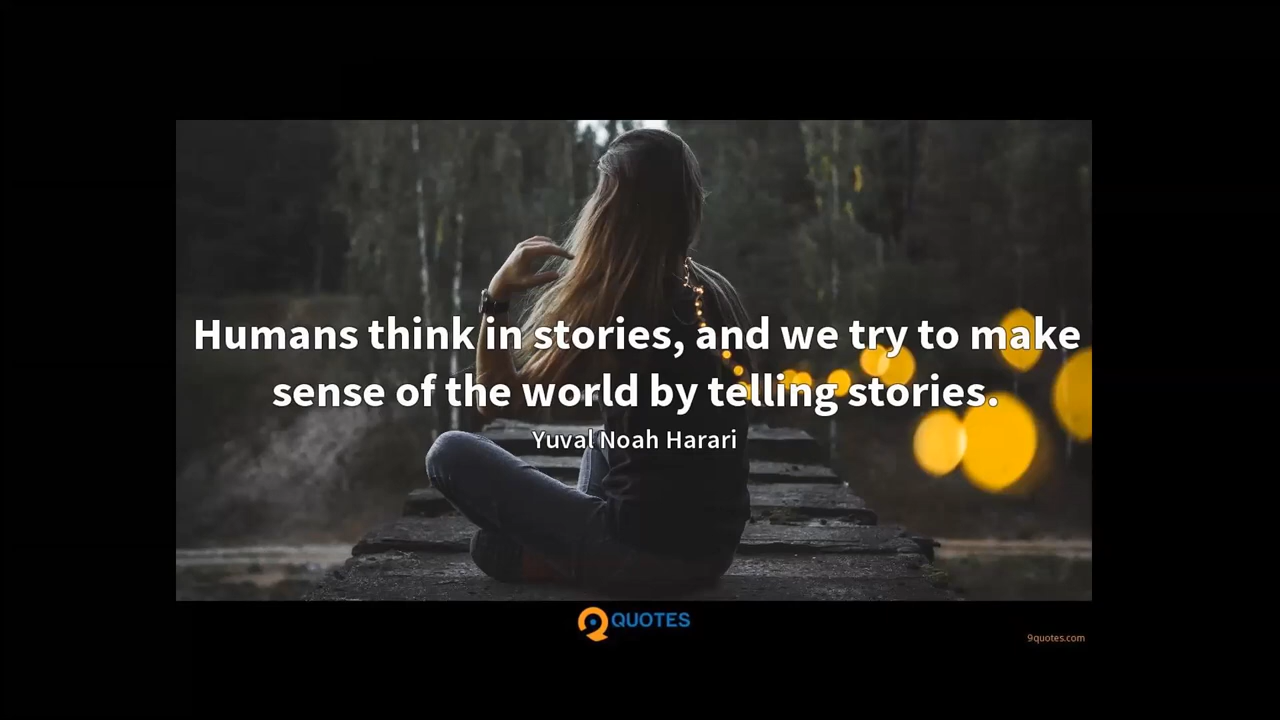 Humans think in stories, and we try to make
sense of the world by telling stories.
Yuval Noah Harari
QUOTES
9quotes.com